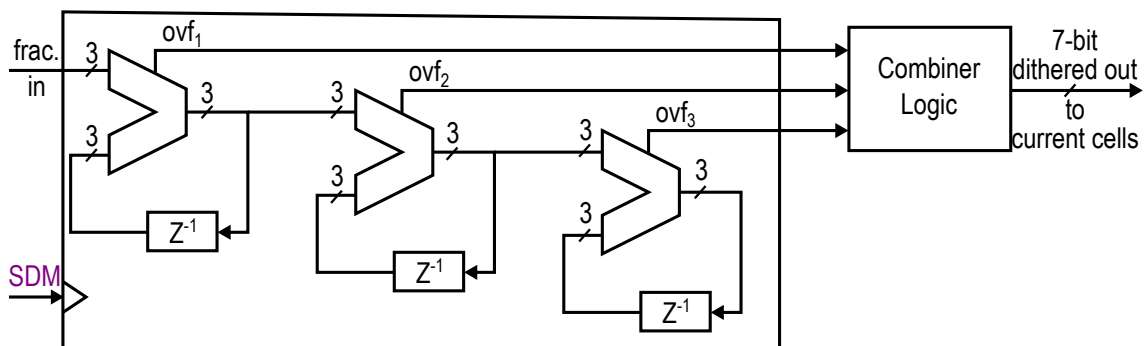 frac.
in
3
3
ovf1
3
Z-1
SDM
3
3
ovf2
3
Z-1
3
3
ovf3
3
Z-1
Combiner
Logic
7-bit
dithered out
to
current cells